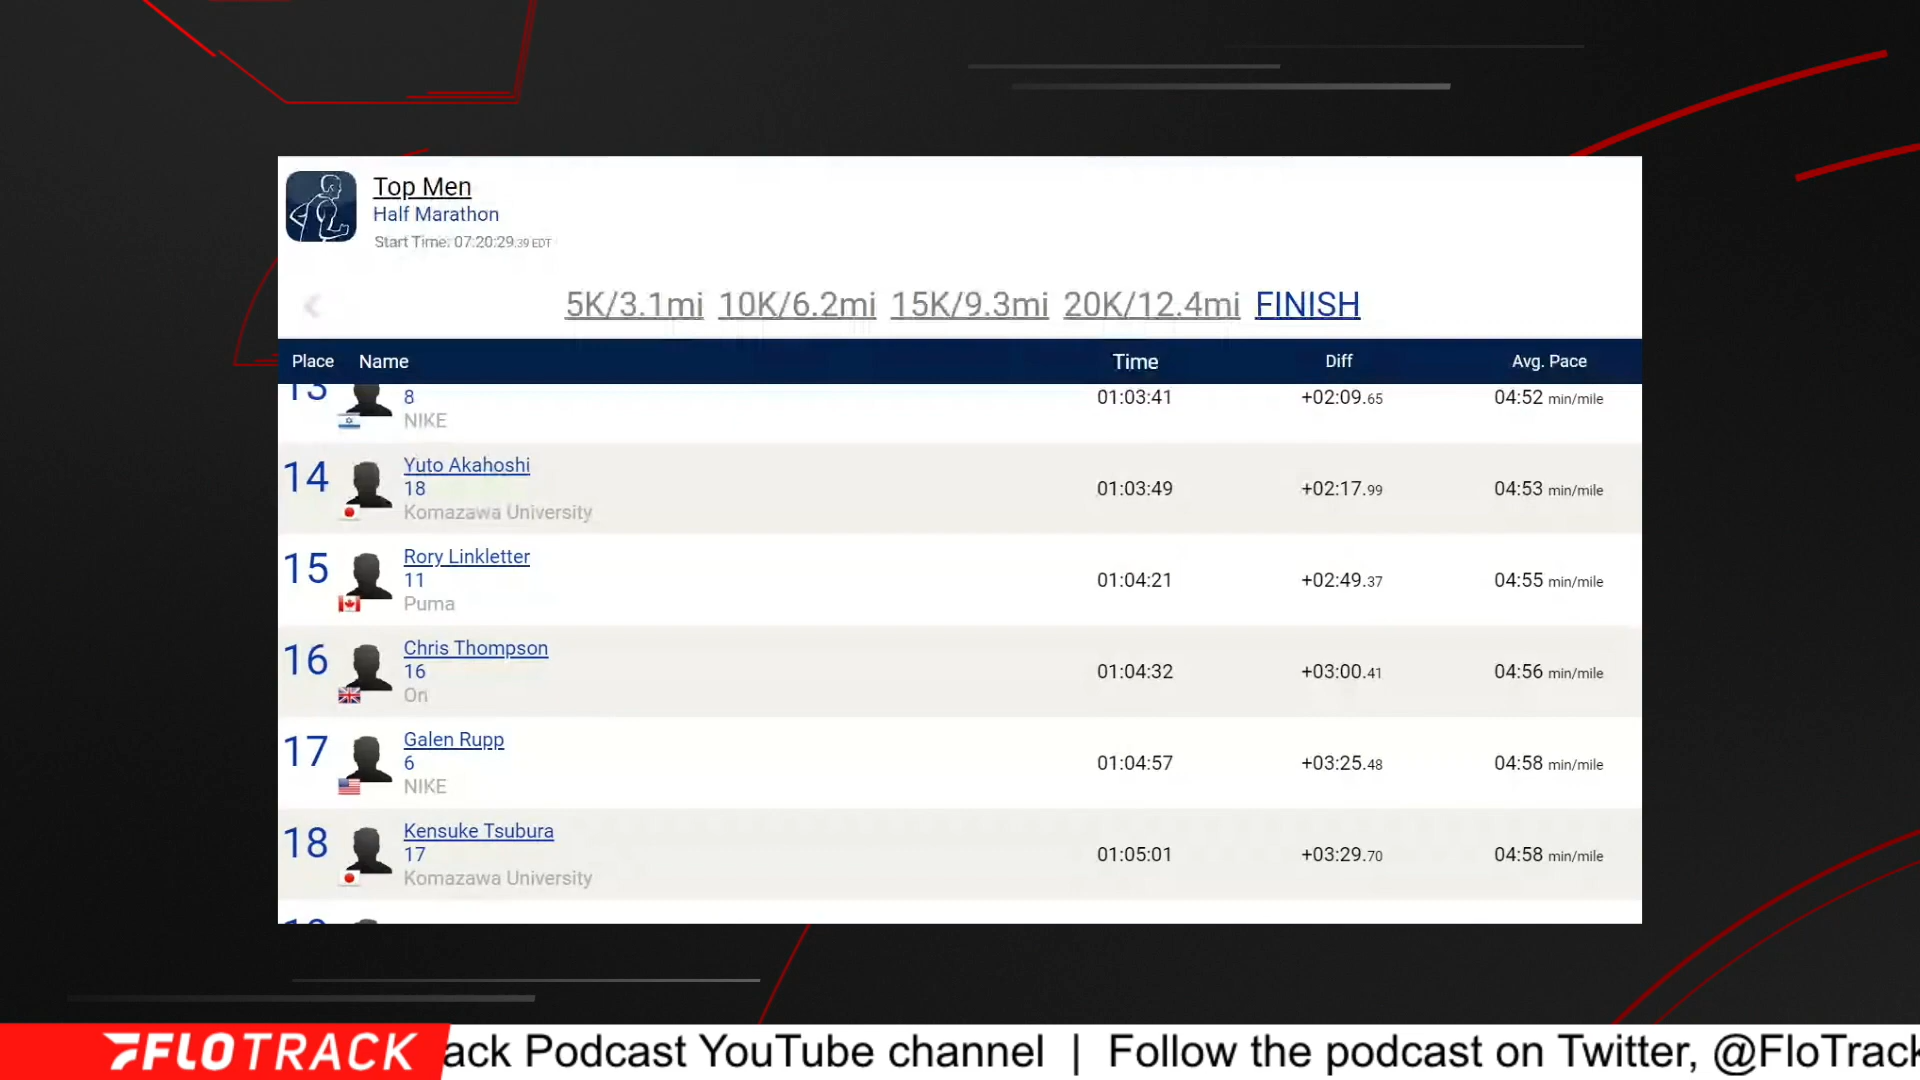 Top Men
Half Marathon
Start Time: 07:20:29.39 EDT
5K/3.1mi 10K/6.2mi 15K/9.3mi 20K/12.4mi FINISH
Place Name Time Diff Avg. Pace
13 8 01:03:41 +02:09.65 04:52 min/mile
NIKE
14 Yuto Akahoshi
18 01:03:49 +02:17.99 04:53 min/mile
Komazawa University
15 Rory Linkletter
11 01:04:21 +02:49.37 04:55 min/mile
Puma
16 Chris Thompson
16 01:04:32 +03:00.41 04:56 min/mile
On
17 Galen Rupp
6 01:04:57 +03:25.48 04:58 min/mile
NIKE
18 Kensuke Tsubura
17 01:05:01 +03:29.70 04:58 min/mile
Komazawa University
FLOTRACK ack Podcast YouTube channel | Follow the podcast on Twitter, @FloTrack